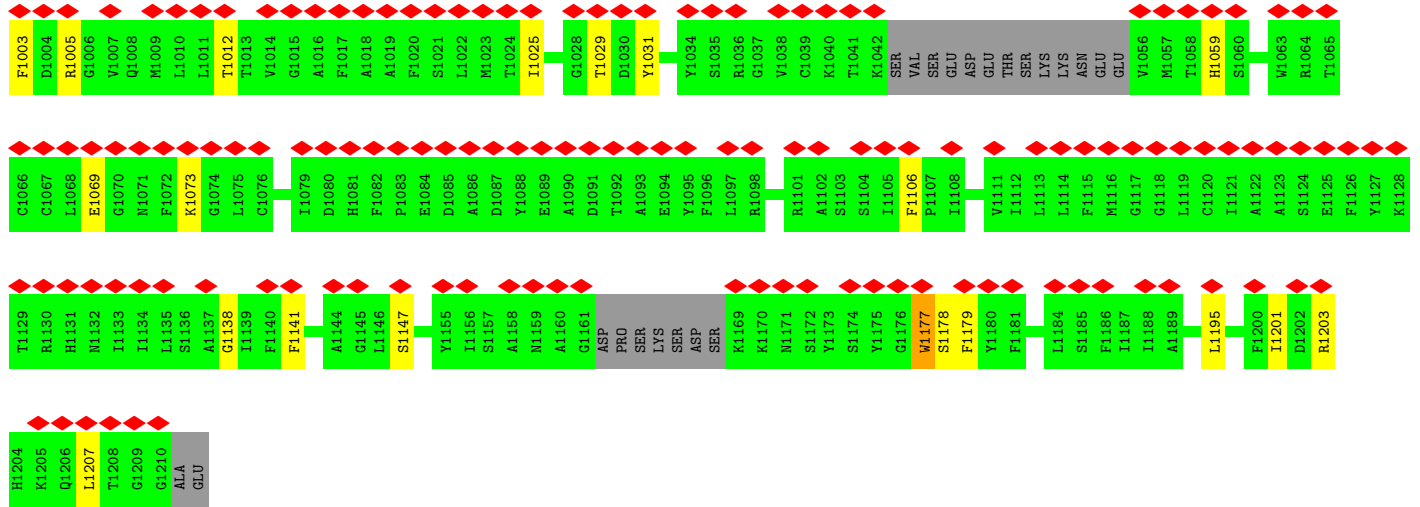 F1003 D1004 R1005 G1006 V1007 Q1008 M1009 L1010 L1011 T1012 T1013 V1014 G1015 A1016 F1017 A1018 A1019 F1020 S1021 L1022 M1023 T1024 I1025 G1028 T1029 D1030 Y1031 Y1034 S1035 R1036 G1037 V1038 C1039 K1040 T1041 K1042 SER VAL SER GLU ASP GLU THR SER LYS LYS ASN GLU GLU V1056 M1057 T1058 H1059 S1060 W1063 R1064 T1065
C1066 C1067 L1068 E1069 G1070 N1071 F1072 K1073 G1074 L1075 C1076 I1079 D1080 H1081 F1082 P1083 E1084 D1085 A1086 D1087 Y1088 E1089 A1090 D1091 T1092 A1093 E1094 Y1095 F1096 L1097 R1098 R1101 A1102 S1103 S1104 I1105 F1106 P1107 I1108 V1111 I1112 L1113 L1114 F1115 M1116 G1117 G1118 L1119 C1120 I1121 A1122 A1123 S1124 E1125 F1126 Y1127 K1128
T1129 R1130 H1131 N1132 I1133 I1134 L1135 S1136 A1137 G1138 I1139 F1140 F1141 A1144 G1145 L1146 S1147 Y1155 I1156 S1157 A1158 N1159 A1160 G1161 ASP PRO SER LYS SER ASP SER K1169 K1170 N1171 S1172 Y1173 S1174 Y1175 G1176 W1177 S1178 F1179 Y1180 F1181 L1184 S1185 F1186 I1187 I1188 A1189 L1195 F1200 I1201 D1202 R1203
H1204 K1205 Q1206 L1207 T1208 G1209 G1210 ALA GLU